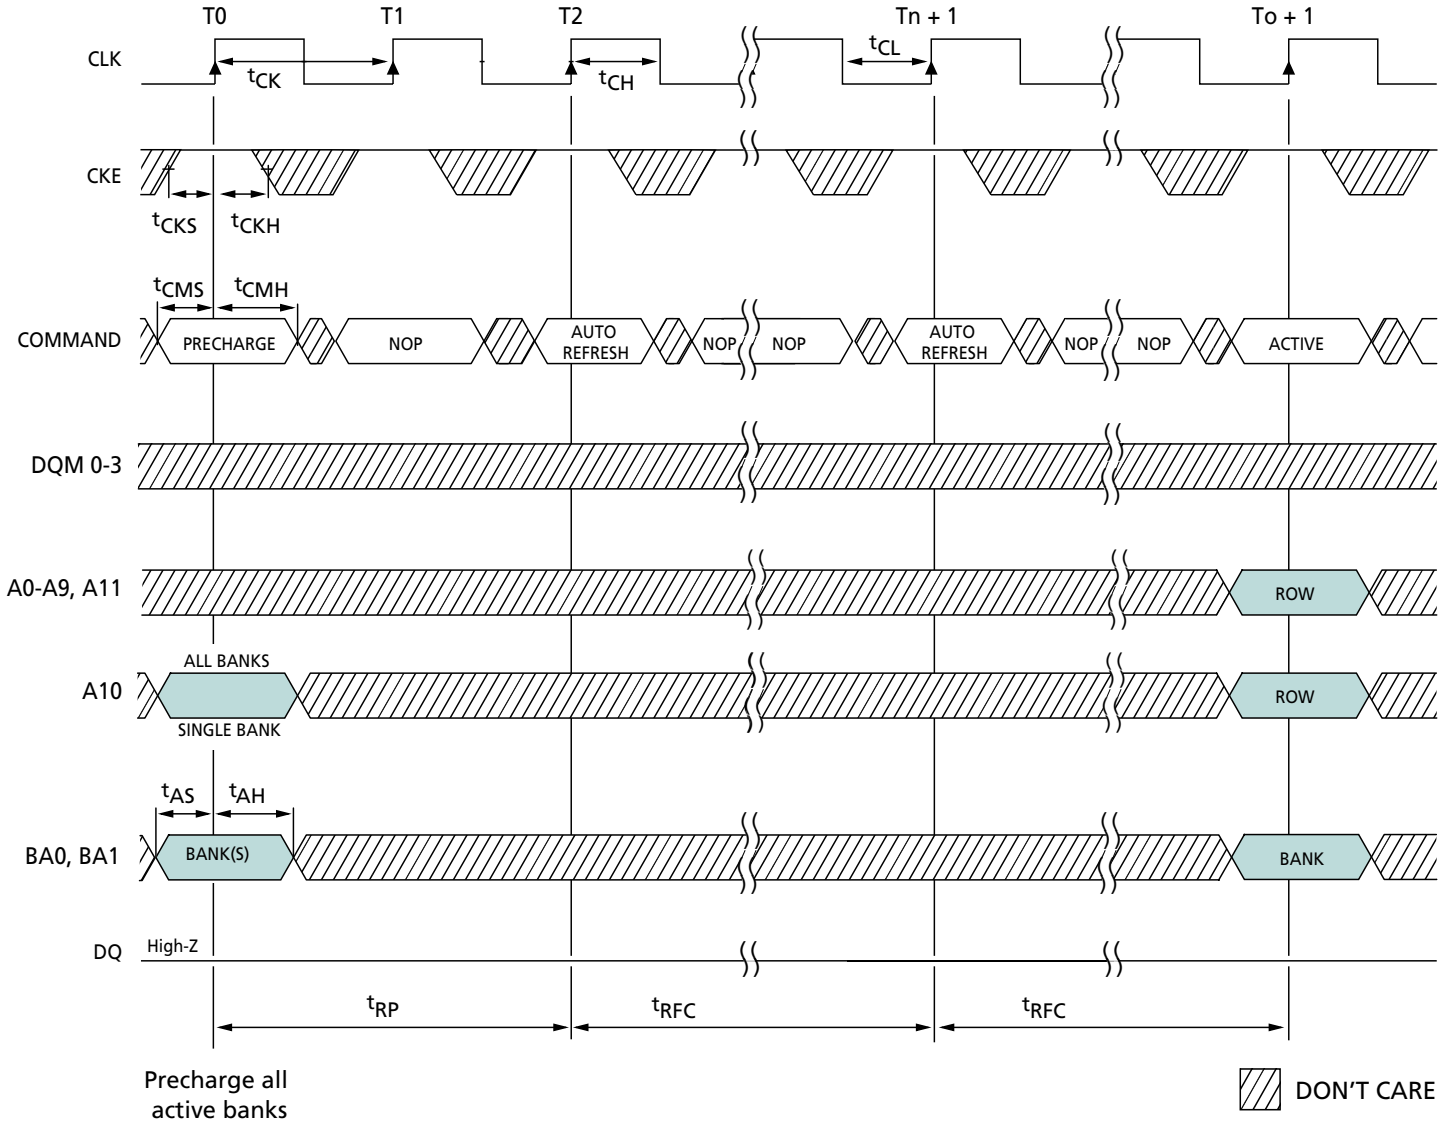 T0 T1 T2 Tn + 1 To + 1
CLK
tCK tCH tCL
CKE
tCKS tCKH
tCMS tCMH
COMMAND PRECHARGE NOP AUTO REFRESH NOP NOP AUTO REFRESH NOP NOP ACTIVE
DQM 0-3
A0-A9, A11 ROW
ALL BANKS
A10 ROW
SINGLE BANK
tAS tAH
BA0, BA1 BANK(S) BANK
DQ High-Z
tRP tRFC tRFC
Precharge all
active banks
DON'T CARE